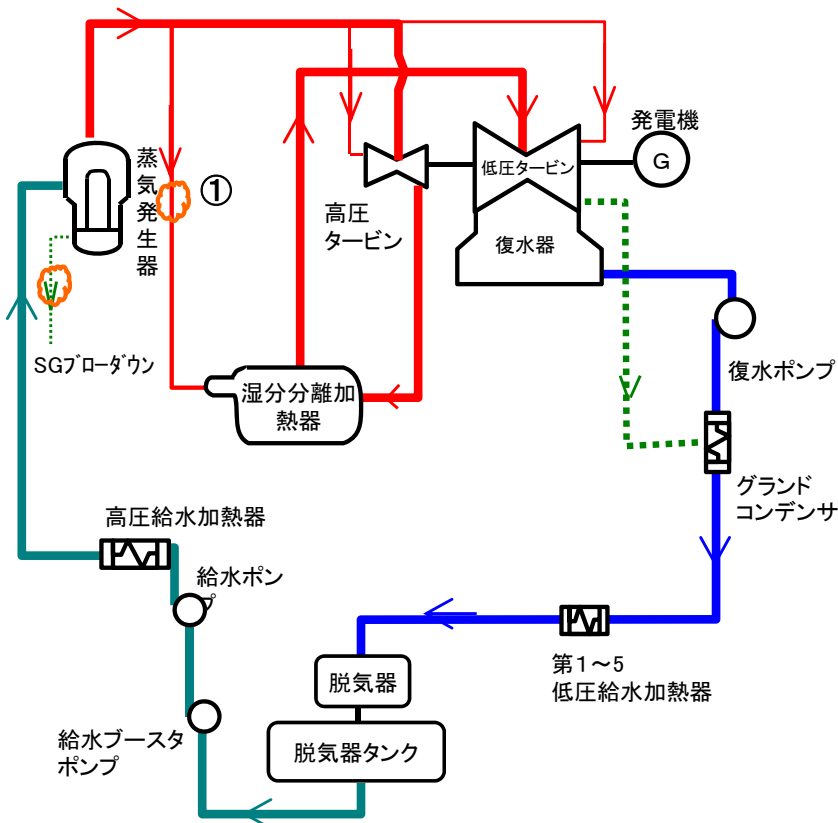 発電機
G
蒸気発生器
①
低圧タービン
高圧
タービン
復水器
SGブローダウン
復水ポンプ
湿分分離加
熱器
グランド
コンデンサ
高圧給水加熱器
給水ポン
プ
第1～5
低圧給水加熱器
脱気器
給水ブースタ
ポンプ
脱気器タンク